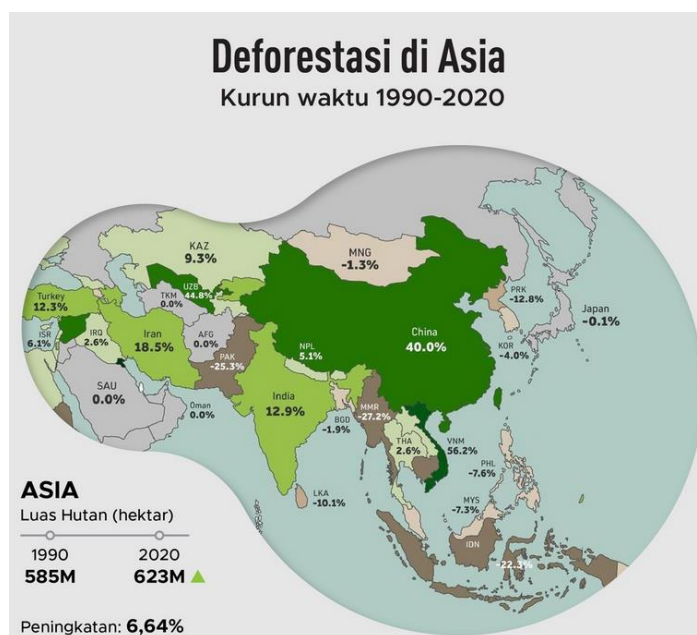 Deforestasi di Asia
Kurun waktu 1990-2020
KAZ
9.3%
MNG
-1.3%
UZB
44.8%
TKM
0.0%
PRK
-12.8%
Turkey
12.3%
Japan
-0.1%
ISR
6.1%
IRQ
2.6%
Iran
18.5%
AFG
0.0%
China
40.0%
KOR
-4.0%
PAK
-25.3%
NPL
5.1%
SAU
0.0%
Oman
0.0%
India
12.9%
BGD
-1.9%
MMR
-27.2%
THA
2.6%
VNM
56.2%
PHL
-7.6%
LKA
-10.1%
MYS
-7.3%
IDN
-22.3%
ASIA
Luas Hutan (hektar)
1990 2020
585M 623M
Peningkatan: 6,64%